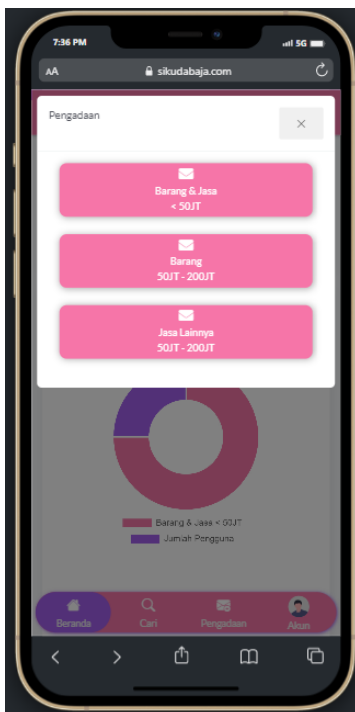 7:36 PM
5G
AA
sikudabaja.com
Pengadaan
×
Barang & Jasa
< 50JT
Barang
50JT - 200JT
Jasa Lainnya
50JT - 200JT
Barang & Jasa < 50JT
Jumlah Pengguna
Beranda
Cari
Pengadaan
Akun